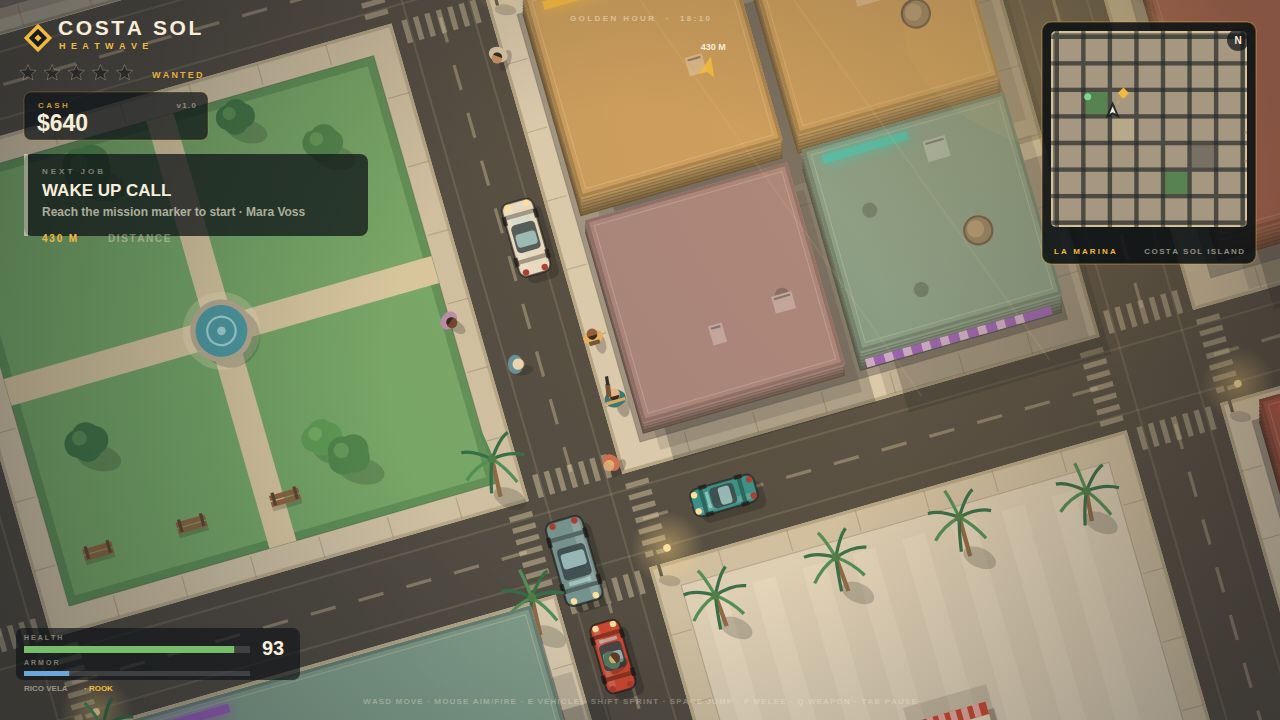 COSTA SOL
HEATWAVE
WANTED
CASH
v1.0
$640
NEXT JOB
WAKE UP CALL
Reach the mission marker to start · Mara Voss
430 M DISTANCE
GOLDEN HOUR · 18:10
430 M
N
LA MARINA
COSTA SOL ISLAND
HEALTH
93
ARMOR
RICO VELA · ROOK
WASD MOVE · MOUSE AIM/FIRE · E VEHICLE · SHIFT SPRINT · SPACE JUMP · F MELEE · Q WEAPON · TAB PAUSE